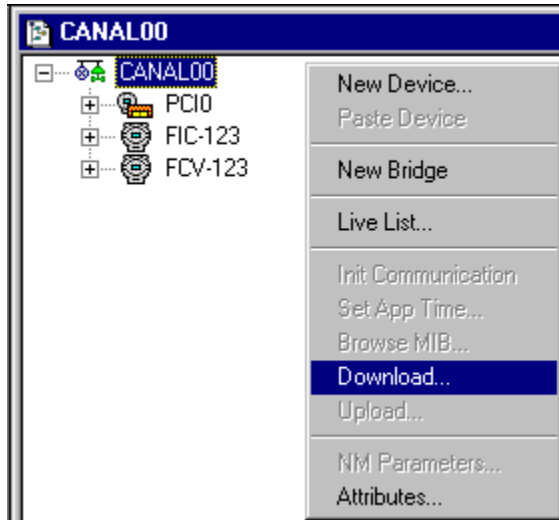 CANAL00
CANAL00
PCI0
FIC-123
FCV-123
New Device...
Paste Device
New Bridge
Live List...
Init Communication
Set App Time...
Browse MIB...
Download...
Upload...
NM Parameters...
Attributes...